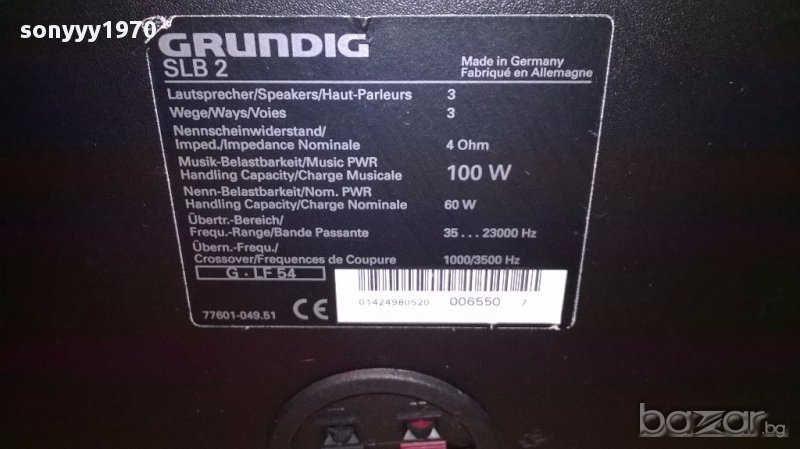 sonyyy1970
GRUNDIG
SLB 2
Made in Germany
Fabriqué en Allemagne
Lautsprecher/Speakers/Haut-Parleurs 3
Wege/Ways/Voies 3
Nennscheinwiderstand/
Imped./Impedance Nominale 4 Ohm
Musik-Belastbarkeit/Music PWR
Handling Capacity/Charge Musicale 100 W
Nenn-Belastbarkeit/Nom. PWR
Handling Capacity/Charge Nominale 60 W
Übertr.-Bereich/
Frequ.-Range/Bande Passante 35 . . . 23000 Hz
Übern.-Frequ./
Crossover/Frequences de Coupure 1000/3500 Hz
G - LF 54
01424980520 006550 7
77601-049.51 CE
bazar.bg